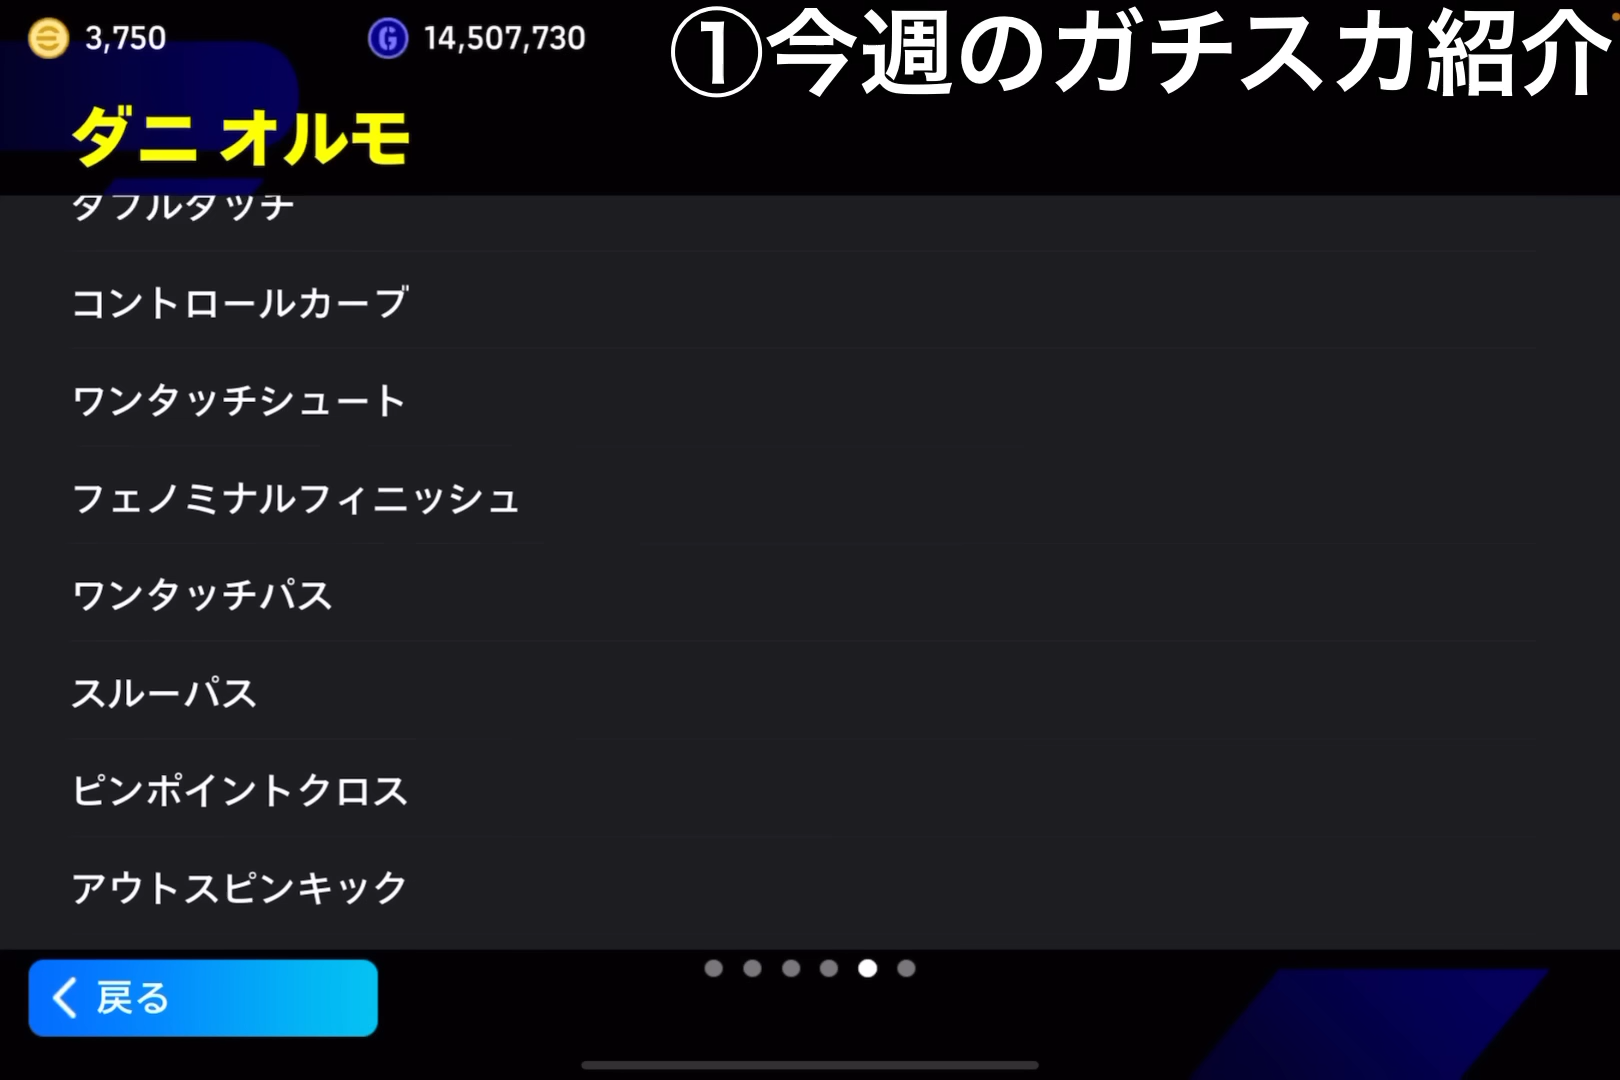 3,750
14,507,730
①今週のガチスカ紹介
ダニ オルモ
ダブルタッチ
コントロールカーブ
ワンタッチシュート
フェノミナルフィニッシュ
ワンタッチパス
スルーパス
ピンポイントクロス
アウトスピンキック
戻る